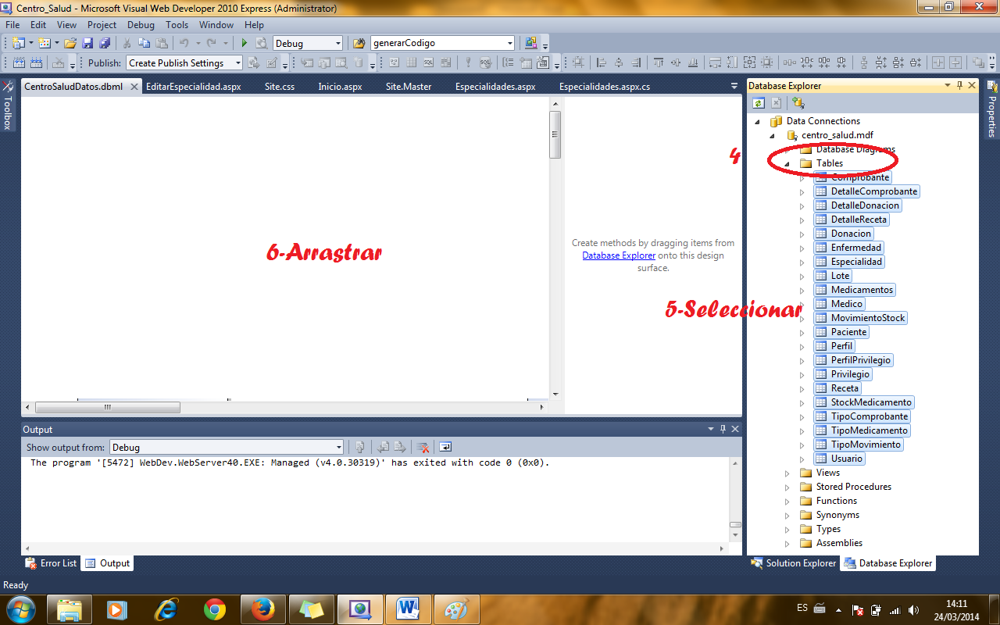 Centro_Salud - Microsoft Visual Web Developer 2010 Express (Administrator)
File Edit View Project Debug Tools Window Help
Debug generarCodigo
Publish: Create Publish Settings
CentroSaludDatos.dbml EditarEspecialidad.aspx Site.css Inicio.aspx Site.Master Especialidades.aspx Especialidades.aspx.cs
Toolbox
6-Arrastrar
4
Create methods by dragging items from
Database Explorer onto this design
surface.
5-Seleccionar
Database Explorer
Data Connections
centro_salud.mdf
Database Diagrams
Tables
Comprobante
DetalleComprobante
DetalleDonacion
DetalleReceta
Donacion
Enfermedad
Especialidad
Lote
Medicamentos
Medico
MovimientoStock
Paciente
Perfil
PerfilPrivilegio
Privilegio
Receta
StockMedicamento
TipoComprobante
TipoMedicamento
TipoMovimiento
Usuario
Views
Stored Procedures
Functions
Synonyms
Types
Assemblies
Properties
Output
Show output from: Debug
The program '[5472] WebDev.WebServer40.EXE: Managed (v4.0.30319)' has exited with code 0 (0x0).
Error List Output
Solution Explorer Database Explorer
Ready
ES
14:11
24/03/2014